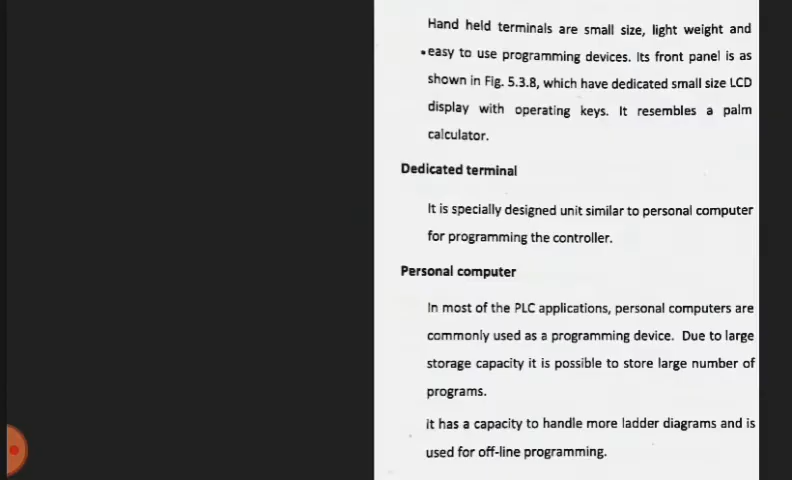 Hand held terminals are small size, light weight and
•easy to use programming devices. Its front panel is as
shown in Fig. 5.3.8, which have dedicated small size LCD
display with operating keys. It resembles a palm
calculator.
Dedicated terminal
It is specially designed unit similar to personal computer
for programming the controller.
Personal computer
In most of the PLC applications, personal computers are
commonly used as a programming device. Due to large
storage capacity it is possible to store large number of
programs.
it has a capacity to handle more ladder diagrams and is
used for off-line programming.